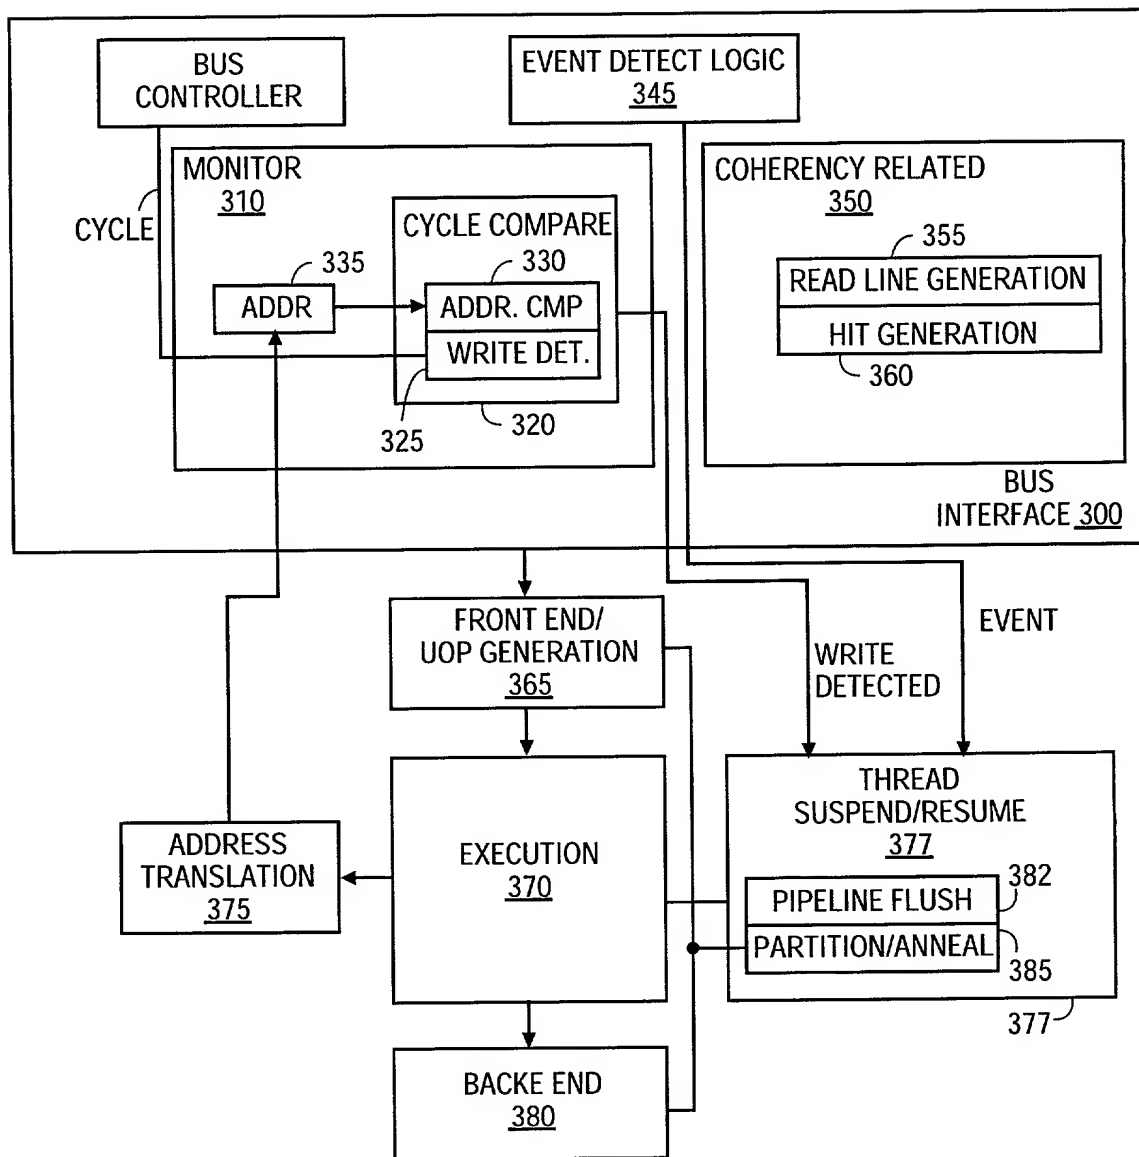 BUS
CONTROLLER
EVENT DETECT LOGIC
345
MONITOR
310
CYCLE
CYCLE COMPARE
335
330
ADDR
ADDR. CMP
WRITE DET.
325
320
COHERENCY RELATED
350
355
READ LINE GENERATION
HIT GENERATION
360
BUS
INTERFACE 300
FRONT END/
UOP GENERATION
365
WRITE
DETECTED
EVENT
ADDRESS
TRANSLATION
375
EXECUTION
370
THREAD
SUSPEND/RESUME
377
PIPELINE FLUSH
382
PARTITION/ANNEAL
385
377
BACKE END
380